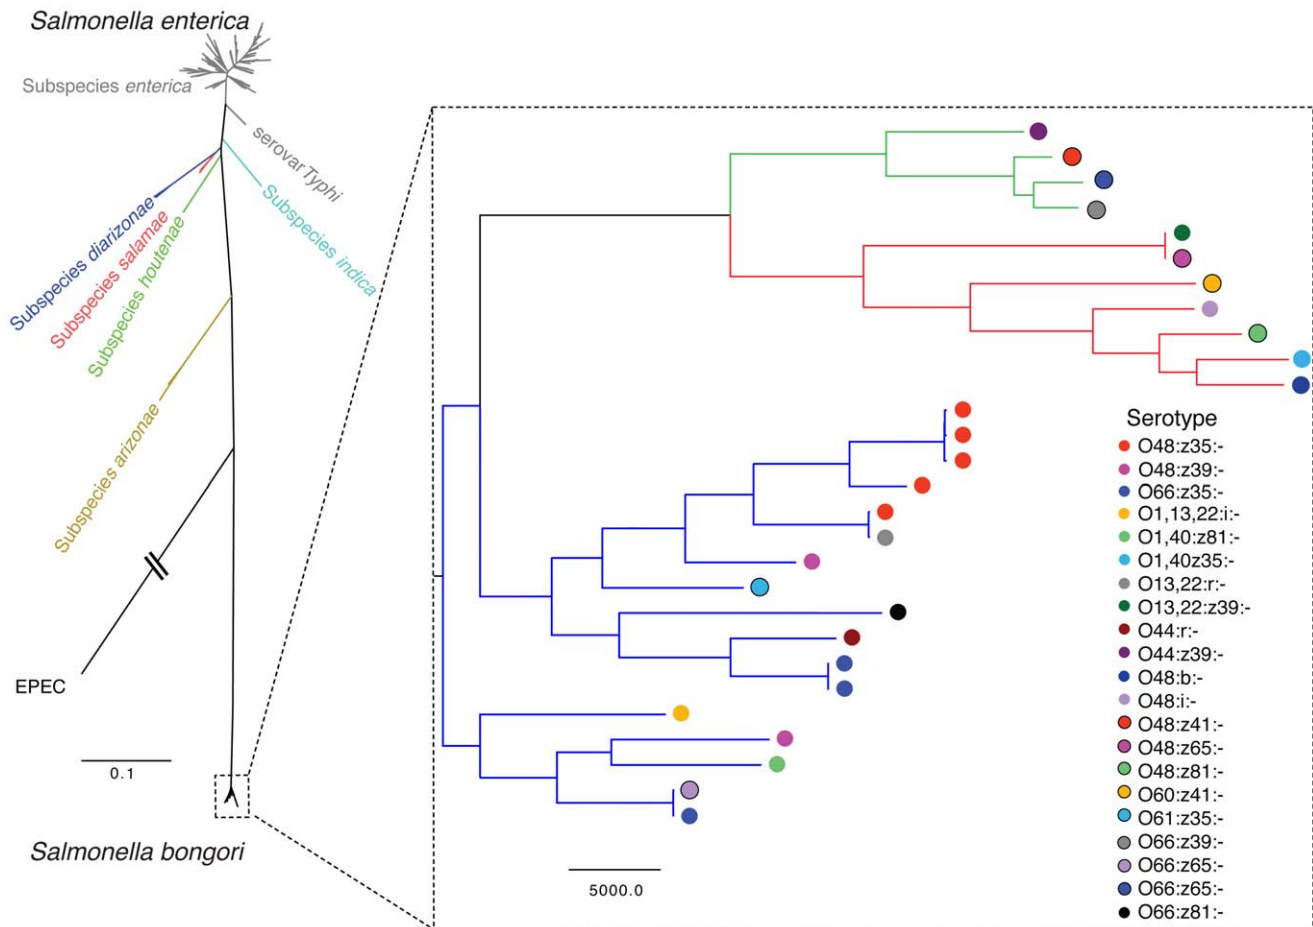 Salmonella enterica
Subspecies enterica
serovarTyphi
Subspecies diarizonae
Subspecies salamae
Subspecies houtenae
Subspecies indica
Subspecies arizonae
EPEC
0.1
Salmonella bongori
5000.0
Serotype
O48:z35:-
O48:z39:-
O66:z35:-
O1,13,22:i:-
O1,40:z81:-
O1,40z35:-
O13,22:r:-
O13,22:z39:-
O44:r:-
O44:z39:-
O48:b:-
O48:i:-
O48:z41:-
O48:z65:-
O48:z81:-
O60:z41:-
O61:z35:-
O66:z39:-
O66:z65:-
O66:z65:-
O66:z81:-